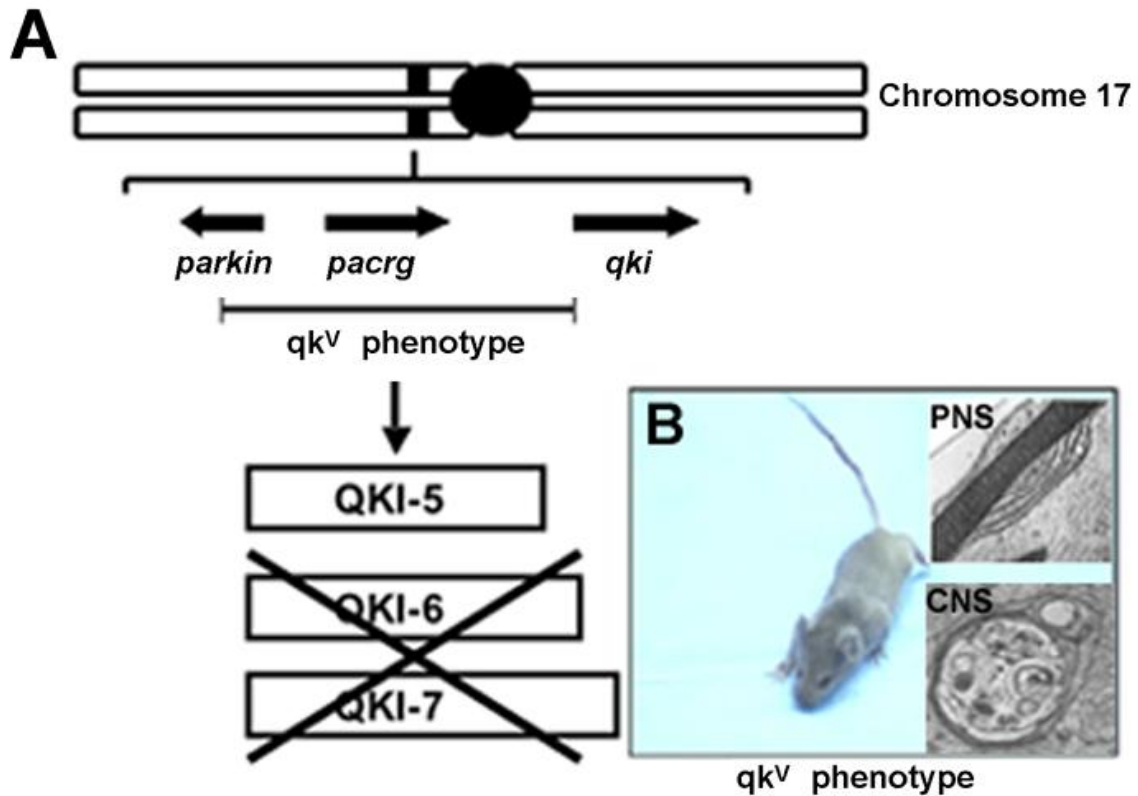 A
Chromosome 17
parkin pacrg qki
qkV phenotype
QKI-5
QKI-6
QKI-7
B
PNS
CNS
qkV phenotype